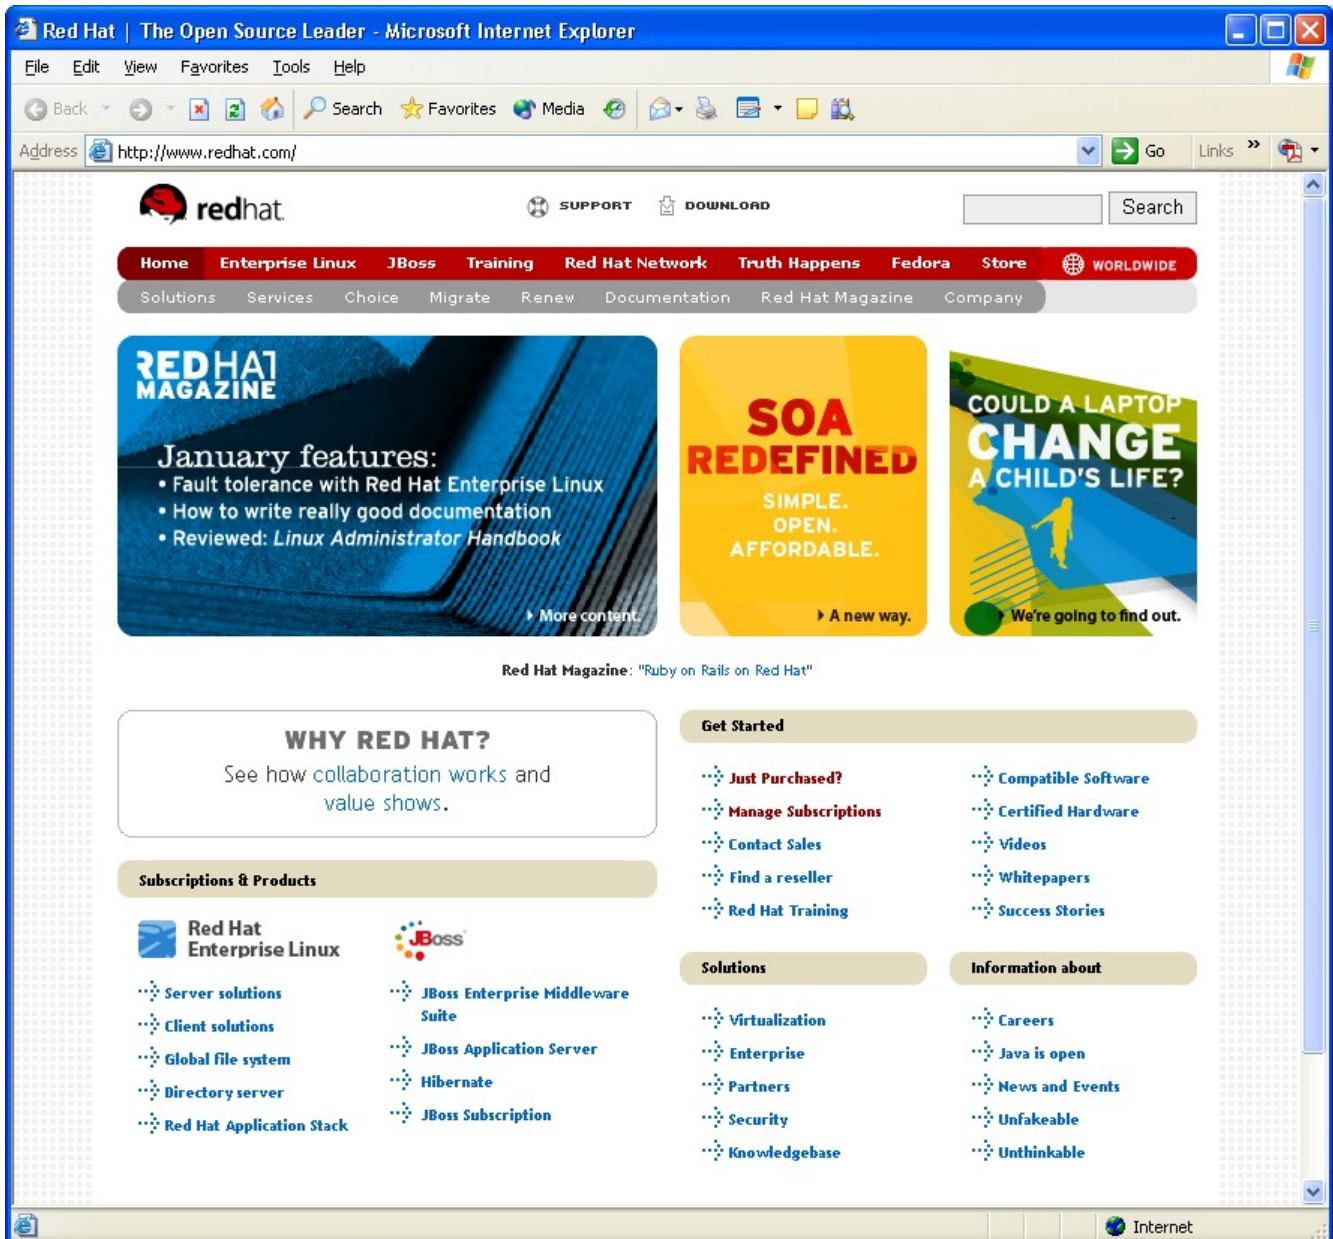 Red Hat | The Open Source Leader - Microsoft Internet Explorer
File Edit View Favorites Tools Help
Back Search Favorites Media
Address http://www.redhat.com/ Go Links »
redhat. SUPPORT DOWNLOAD Search
Home Enterprise Linux JBoss Training Red Hat Network Truth Happens Fedora Store WORLDWIDE
Solutions Services Choice Migrate Renew Documentation Red Hat Magazine Company
RED HAT
MAGAZINE
January features:
• Fault tolerance with Red Hat Enterprise Linux
• How to write really good documentation
• Reviewed: Linux Administrator Handbook
More content.
SOA
REDEFINED
SIMPLE.
OPEN.
AFFORDABLE.
A new way.
COULD A LAPTOP
CHANGE
A CHILD'S LIFE?
We're going to find out.
Red Hat Magazine: "Ruby on Rails on Red Hat"
WHY RED HAT?
See how collaboration works and
value shows.
Subscriptions & Products
Red Hat
Enterprise Linux
Server solutions
Client solutions
Global file system
Directory server
Red Hat Application Stack
JBoss
JBoss Enterprise Middleware
Suite
JBoss Application Server
Hibernate
JBoss Subscription
Get Started
Just Purchased?
Manage Subscriptions
Contact Sales
Find a reseller
Red Hat Training
Compatible Software
Certified Hardware
Videos
Whitepapers
Success Stories
Solutions
Virtualization
Enterprise
Partners
Security
Knowledgebase
Information about
Careers
Java is open
News and Events
Unfakeable
Unthinkable
Internet